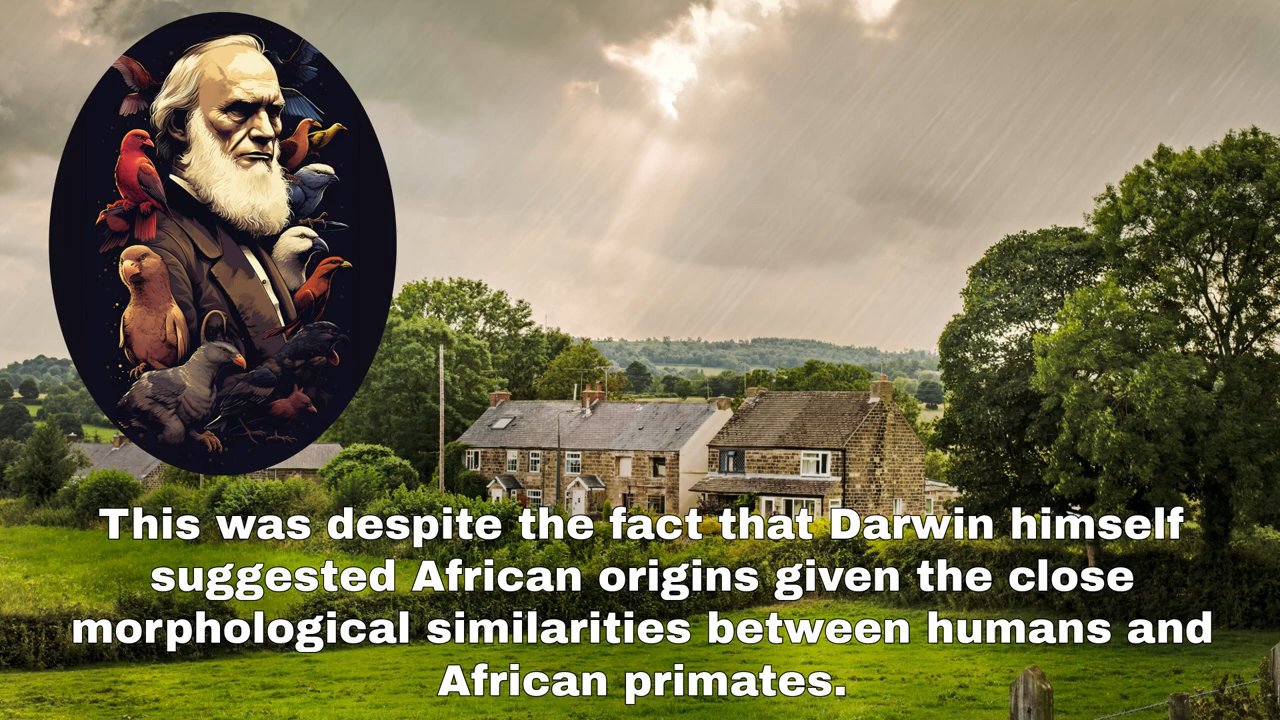 This was despite the fact that Darwin himself
suggested African origins given the close
morphological similarities between humans and
African primates.